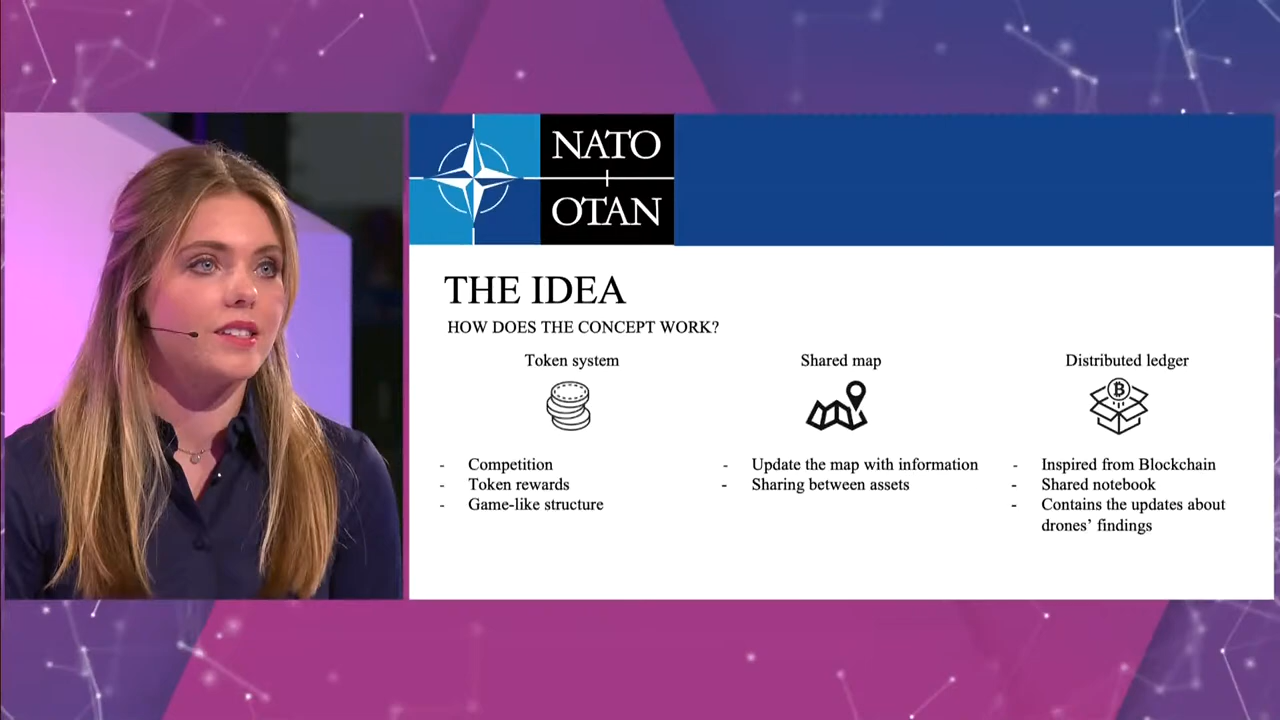 NATO
OTAN
THE IDEA
HOW DOES THE CONCEPT WORK?
Token system
- Competition
- Token rewards
- Game-like structure
Shared map
- Update the map with information
- Sharing between assets
Distributed ledger
- Inspired from Blockchain
- Shared notebook
- Contains the updates about
drones’ findings